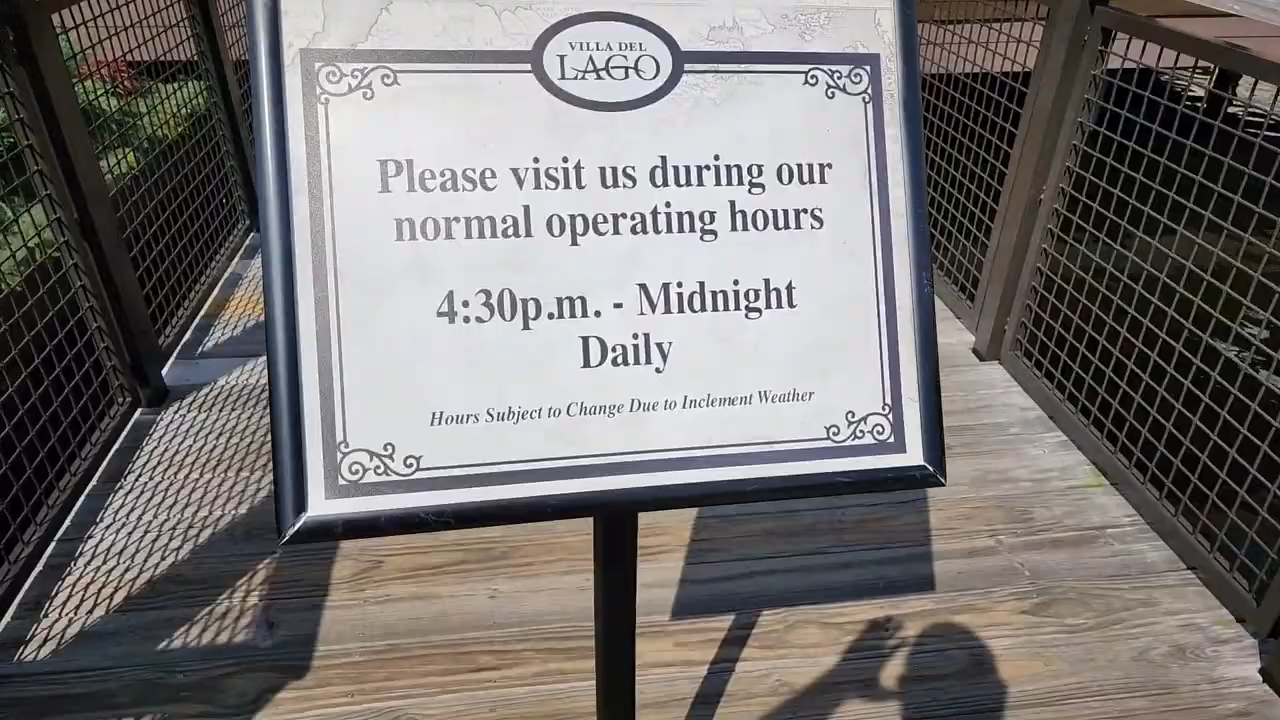 VILLA DEL
LAGO
Please visit us during our
normal operating hours
4:30p.m. - Midnight
Daily
Hours Subject to Change Due to Inclement Weather